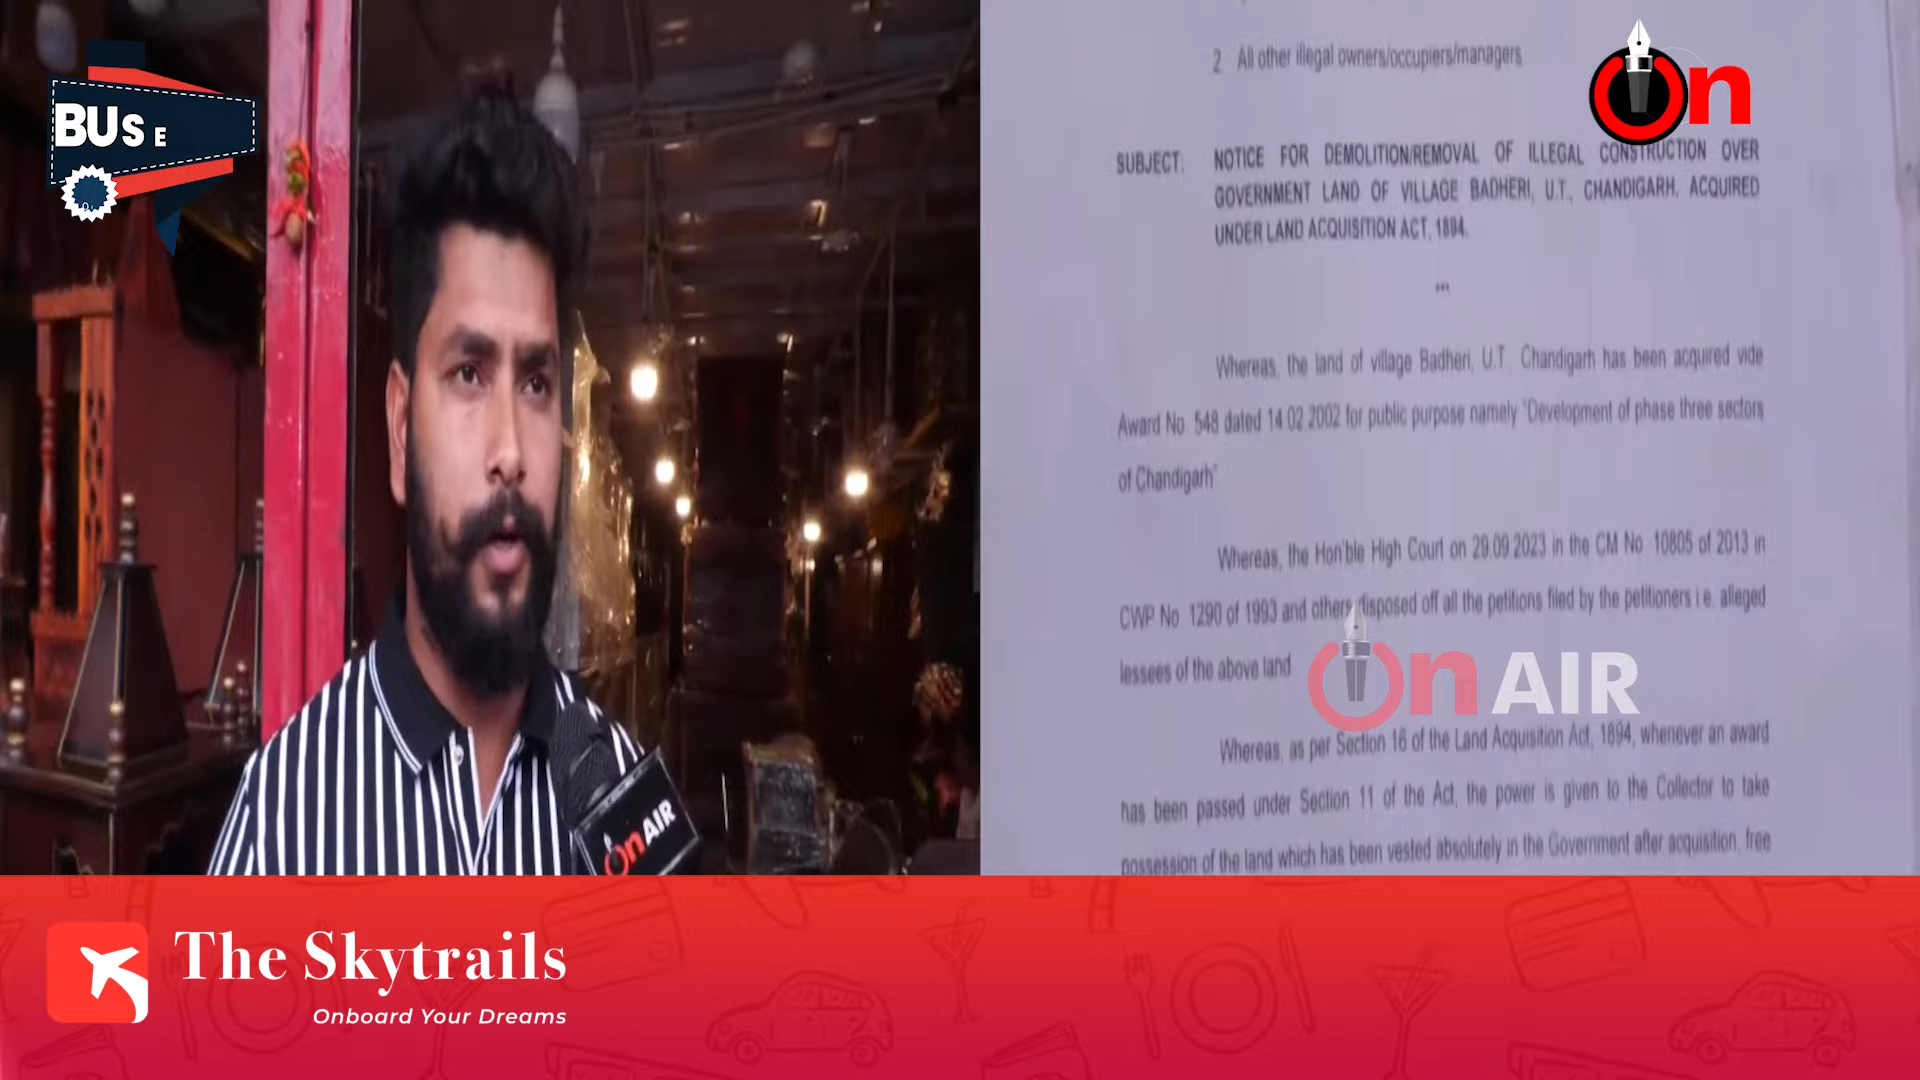 BUS E
On
2 All other illegal owners/occupiers/managers
SUBJECT: NOTICE FOR DEMOLITION/REMOVAL OF ILLEGAL CONSTRUCTION OVER
GOVERNMENT LAND OF VILLAGE BADHERI, U.T., CHANDIGARH, ACQUIRED
UNDER LAND ACQUISITION ACT, 1894.
***
Whereas, the land of village Badheri, U.T. Chandigarh has been acquired vide
Award No. 548 dated 14.02.2002 for public purpose namely "Development of phase three sectors
of Chandigarh"
Whereas, the Hon'ble High Court on 29.09.2023 in the CM No. 10805 of 2013 in
CWP No. 1290 of 1993 and others disposed off all the petitions filed by the petitioners i.e. alleged
lessees of the above land
On AIR
Whereas, as per Section 16 of the Land Acquisition Act, 1894, whenever an award
has been passed under Section 11 of the Act, the power is given to the Collector to take
possession of the land which has been vested absolutely in the Government after acquisition, free
On AIR
The Skytrails
Onboard Your Dreams